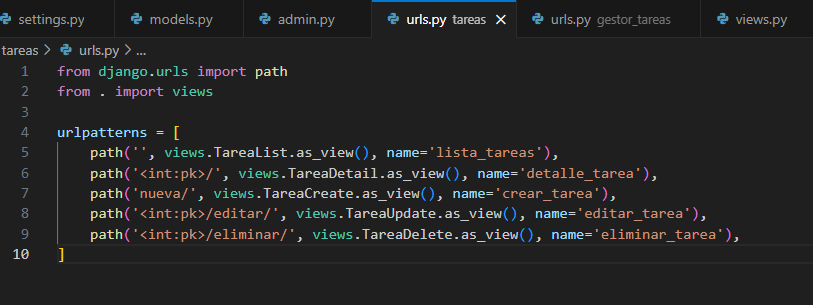 settings.py models.py admin.py urls.py tareas urls.py gestor_tareas views.py
tareas > urls.py > ...
1 from django.urls import path
2 from . import views
3
4 urlpatterns = [
5     path('', views.TareaList.as_view(), name='lista_tareas'),
6     path('<int:pk>/', views.TareaDetail.as_view(), name='detalle_tarea'),
7     path('nueva/', views.TareaCreate.as_view(), name='crear_tarea'),
8     path('<int:pk>/editar/', views.TareaUpdate.as_view(), name='editar_tarea'),
9     path('<int:pk>/eliminar/', views.TareaDelete.as_view(), name='eliminar_tarea'),
10 ]